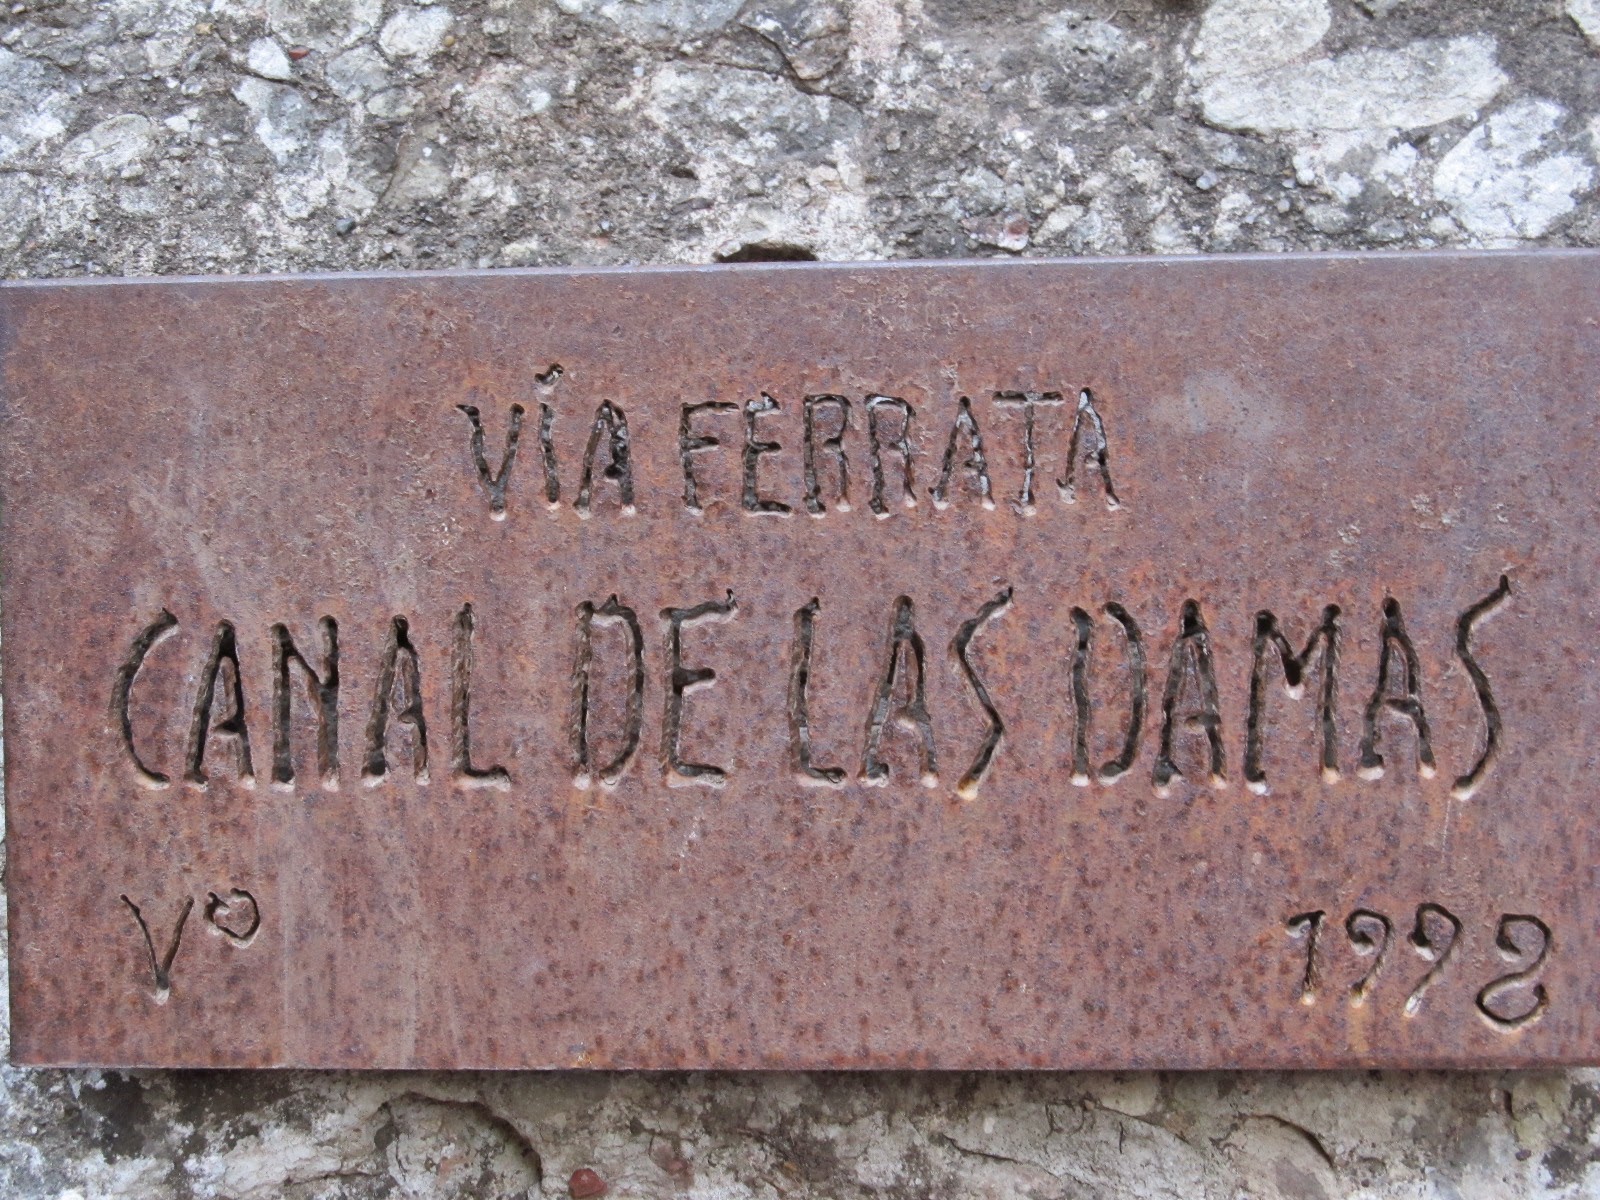 VÍA FERRATA
CANAL DE LAS DAMAS
Vº 1998